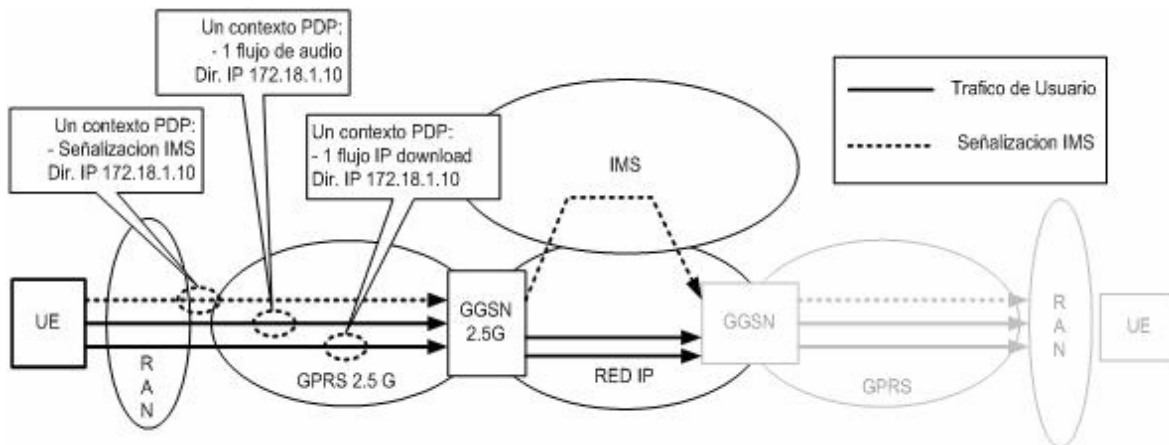 Un contexto PDP:
- 1 flujo de audio
Dir. IP 172.18.1.10
Un contexto PDP:
- Señalizacion IMS
Dir. IP 172.18.1.10
Un contexto PDP:
- 1 flujo IP download
Dir. IP 172.18.1.10
IMS
Trafico de Usuario
Señalizacion IMS
UE
R
A
N
GPRS 2.5 G
GGSN
2.5G
RED IP
GGSN
GPRS
R
A
N
UE